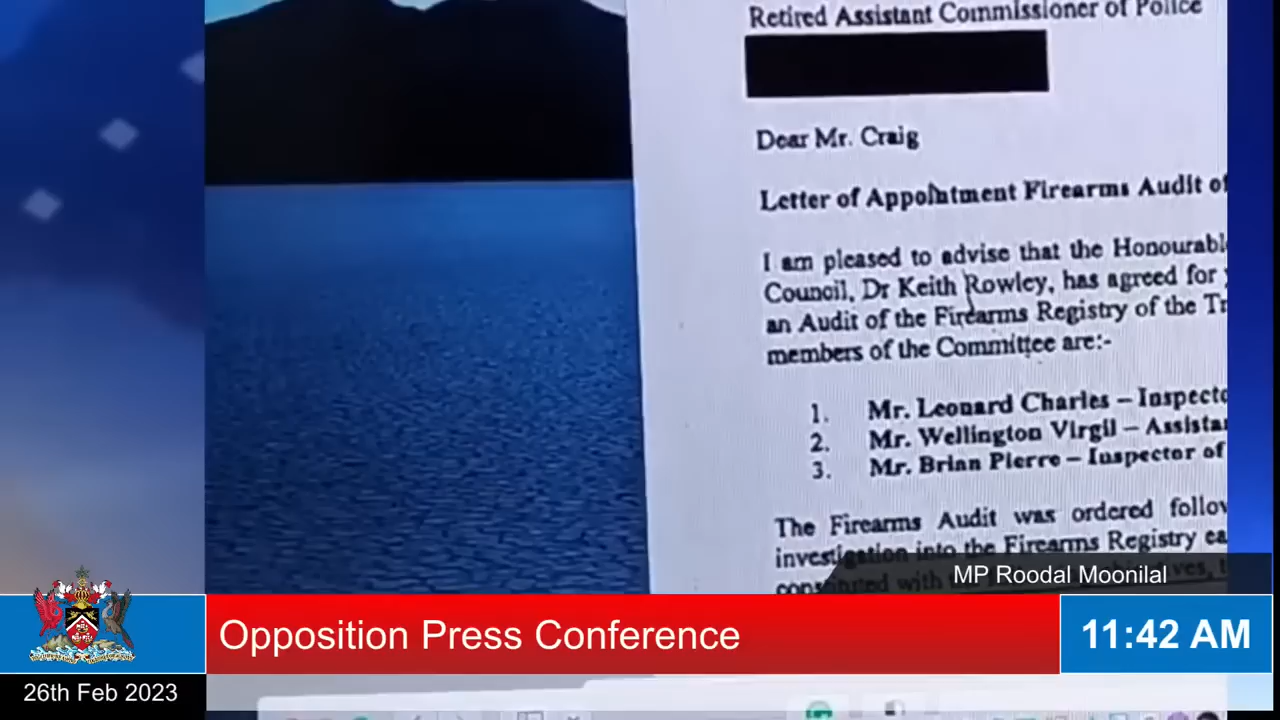 Retired Assistant Commissioner of Police
Dear Mr. Craig
Letter of Appointment Firearms Audit of
I am pleased to advise that the Honourabl
Council, Dr Keith Rowley, has agreed for
an Audit of the Firearms Registry of the Tr
members of the Committee are:-
1. Mr. Leonard Charles – Inspecto
2. Mr. Wellington Virgil – Assista
3. Mr. Brian Pierre – Inspector of
The Firearms Audit was ordered follow
investigation into the Firearms Registry ea
MP Roodal Moonilal
Opposition Press Conference
11:42 AM
26th Feb 2023